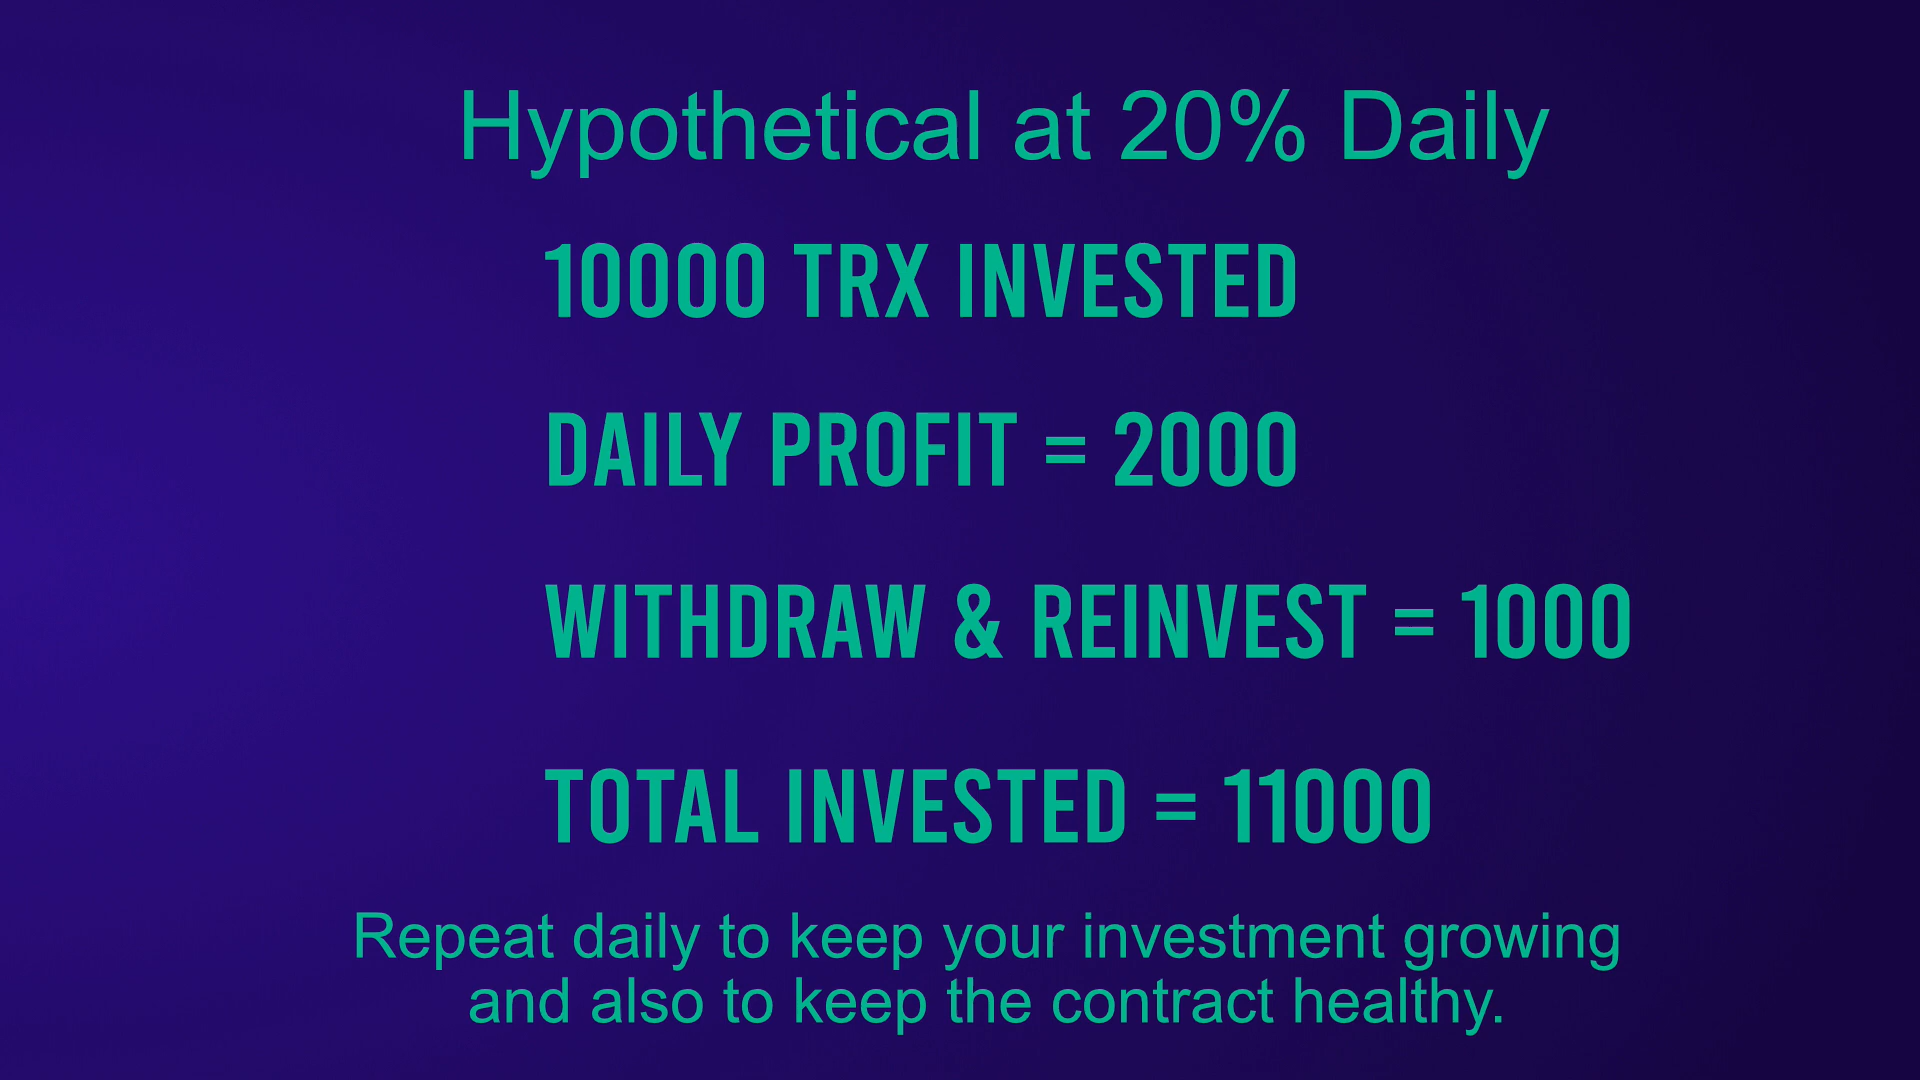 Hypothetical at 20% Daily
10000 TRX INVESTED
DAILY PROFIT = 2000
WITHDRAW & REINVEST = 1000
TOTAL INVESTED = 11000
Repeat daily to keep your investment growing
and also to keep the contract healthy.